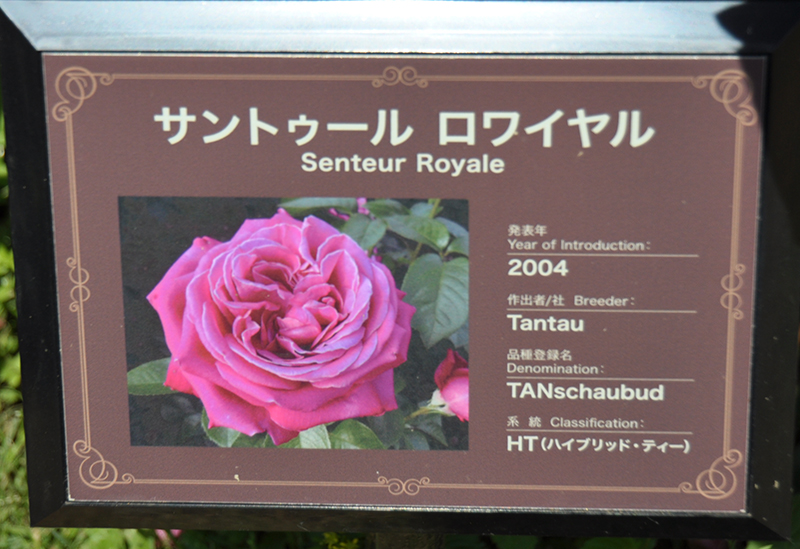 サントゥール ロワイヤル
Senteur Royale
発表年
Year of Introduction:
2004
作出者/社 Breeder:
Tantau
品種登録名
Denomination:
TANschaubud
系 統 Classification:
HT(ハイブリッド・ティー)